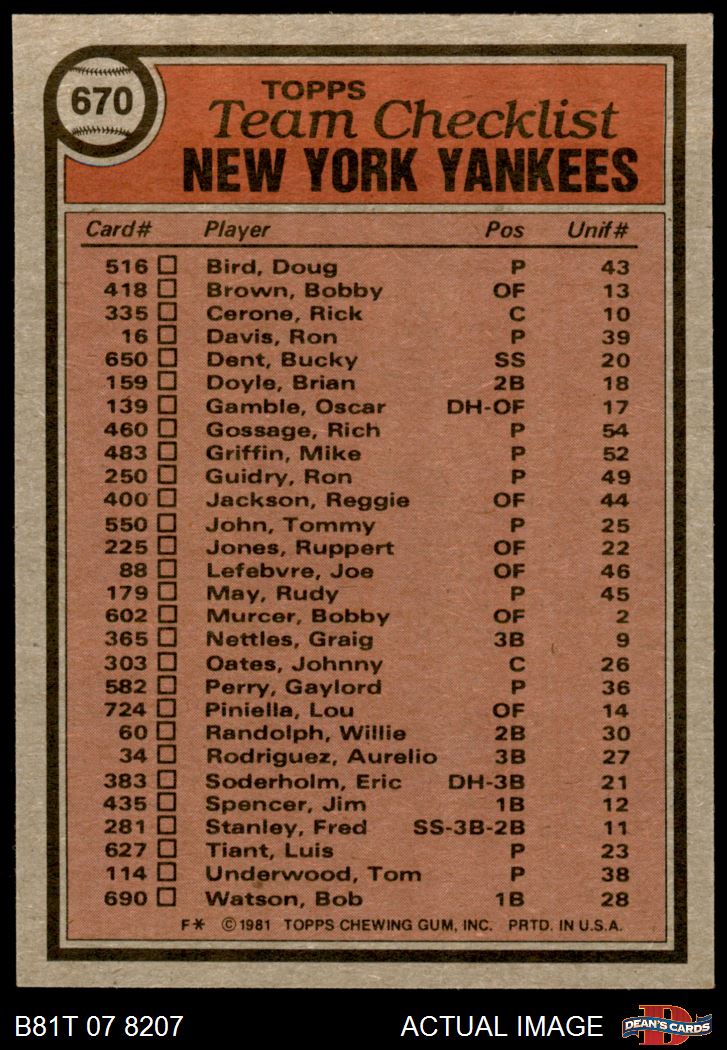 670
TOPPS
Team Checklist
NEW YORK YANKEES
Card# Player Pos Unif#
516 Bird, Doug P 43
418 Brown, Bobby OF 13
335 Cerone, Rick C 10
16 Davis, Ron P 39
650 Dent, Bucky SS 20
159 Doyle, Brian 2B 18
139 Gamble, Oscar DH-OF 17
460 Gossage, Rich P 54
483 Griffin, Mike P 52
250 Guidry, Ron P 49
400 Jackson, Reggie OF 44
550 John, Tommy P 25
225 Jones, Ruppert OF 22
88 Lefebvre, Joe OF 46
179 May, Rudy P 45
602 Murcer, Bobby OF 2
365 Nettles, Graig 3B 9
303 Oates, Johnny C 26
582 Perry, Gaylord P 36
724 Piniella, Lou OF 14
60 Randolph, Willie 2B 30
34 Rodriguez, Aurelio 3B 27
383 Soderholm, Eric DH-3B 21
435 Spencer, Jim 1B 12
281 Stanley, Fred SS-3B-2B 11
627 Tiant, Luis P 23
114 Underwood, Tom P 38
690 Watson, Bob 1B 28
F* ©1981 TOPPS CHEWING GUM, INC. PRTD. IN U.S.A.
B81T 07 8207 ACTUAL IMAGE DEAN'S CARDS